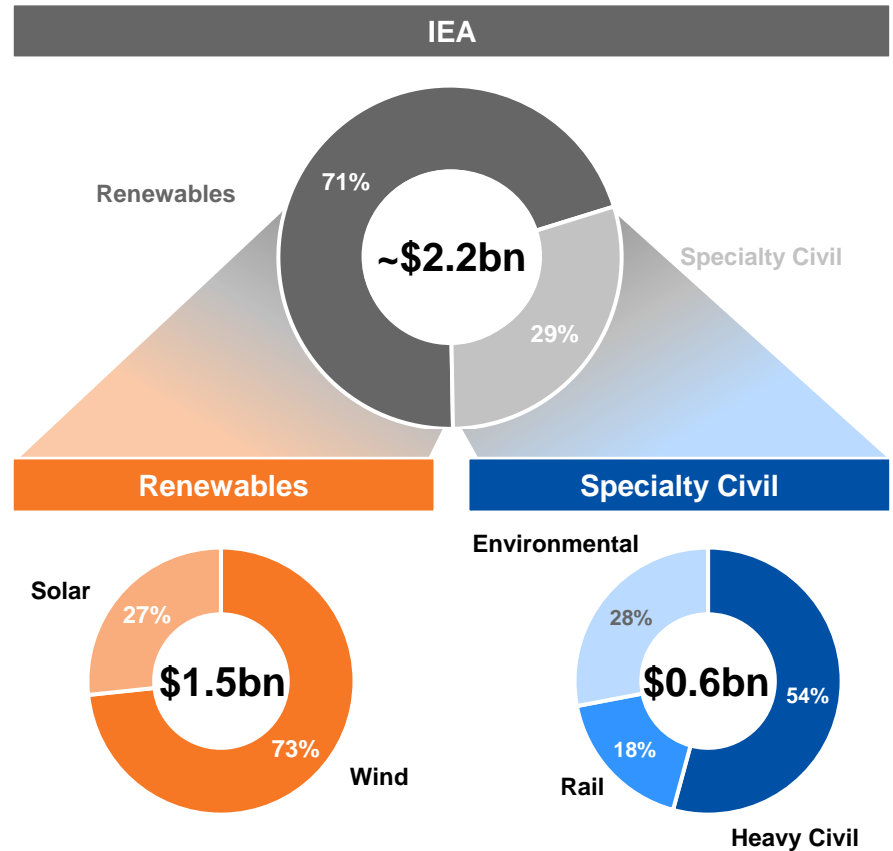 IEA
71%
Renewables
~$2.2bn
Specialty Civil
29%
Renewables
Specialty Civil
Environmental
Solar
27%
28%
$1.5bn
$0.6bn
54%
73%
18%
Wind
Rail
Heavy Civil